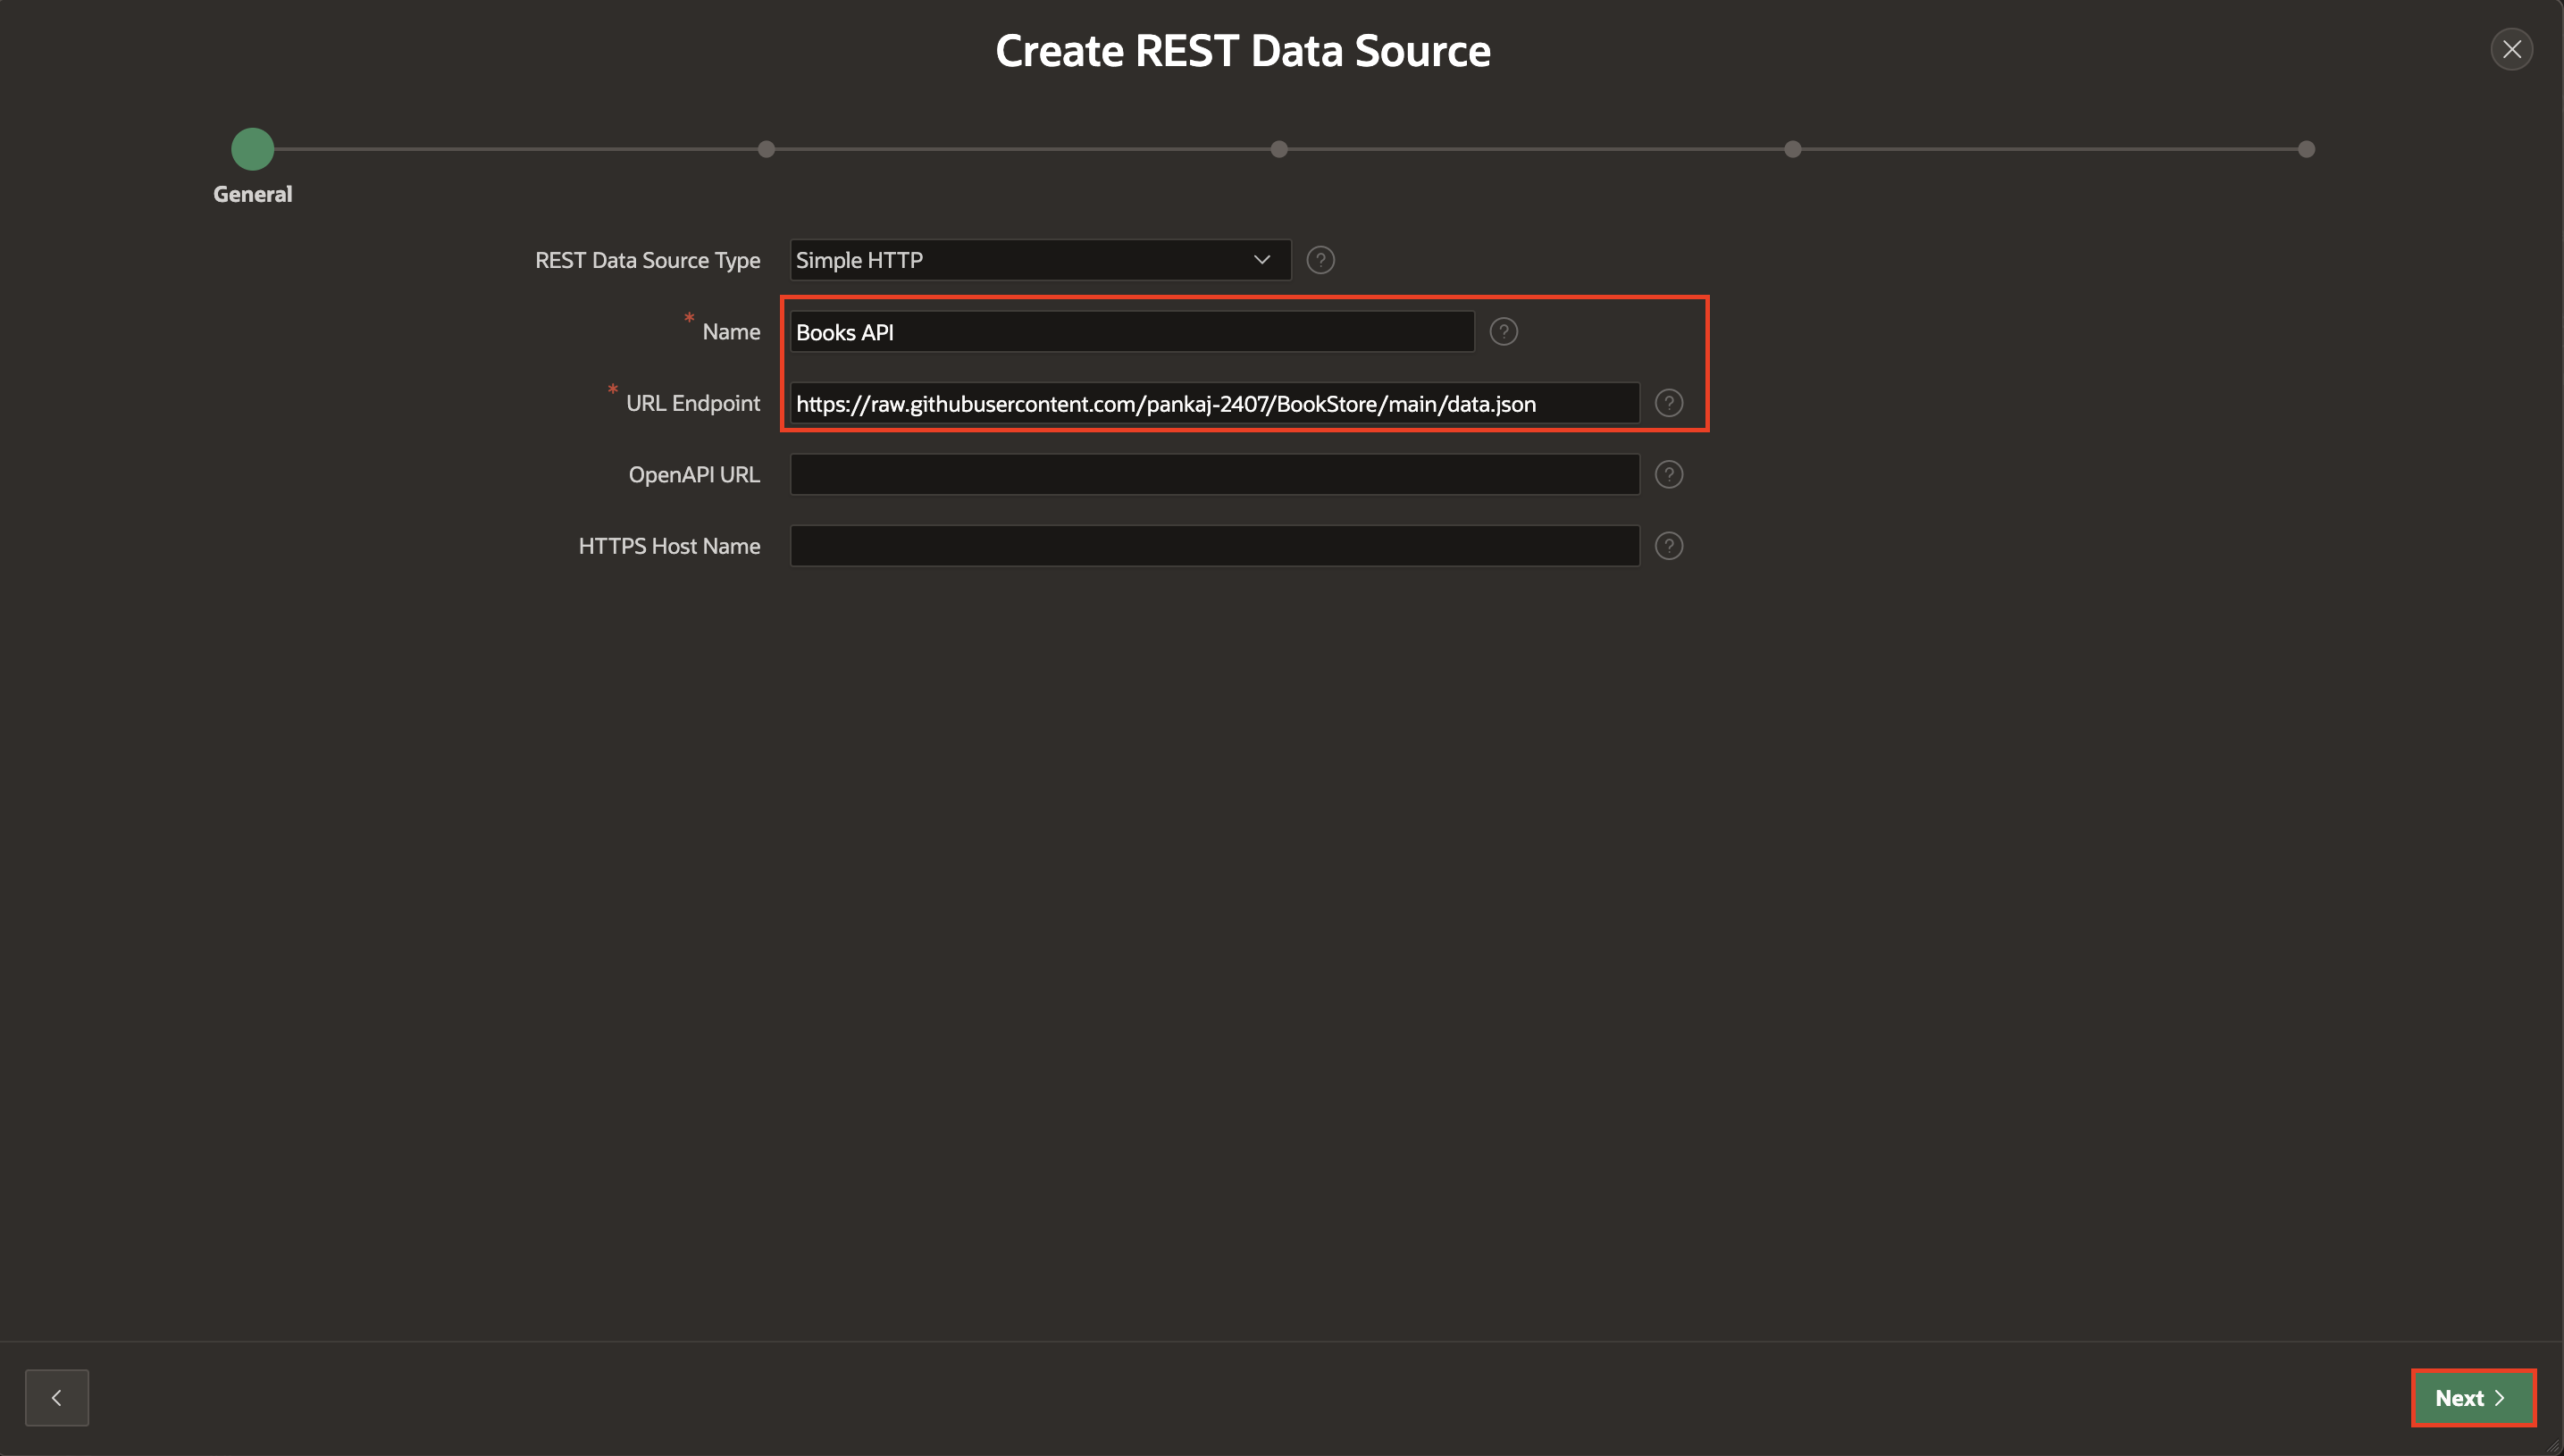 Create REST Data Source
General
REST Data Source Type Simple HTTP ?
* Name Books API ?
* URL Endpoint https://raw.githubusercontent.com/pankaj-2407/BookStore/main/data.json ?
OpenAPI URL ?
HTTPS Host Name ?
Next